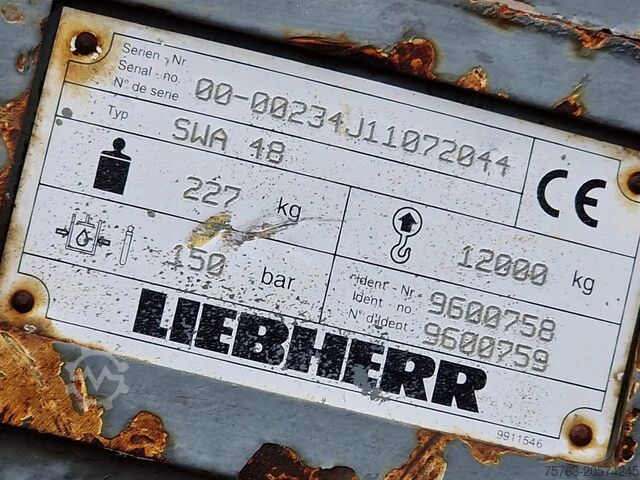 Serien - Nr
Serial - no.
N° de serie
00-00234J11072044
Typ
SWA 48
CE
227 kg
12000 kg
150 bar
Ident - Nr.
Ident no.
N° d'ident.
9600758
9600759
LIEBHERR
9911546
75763-20574245